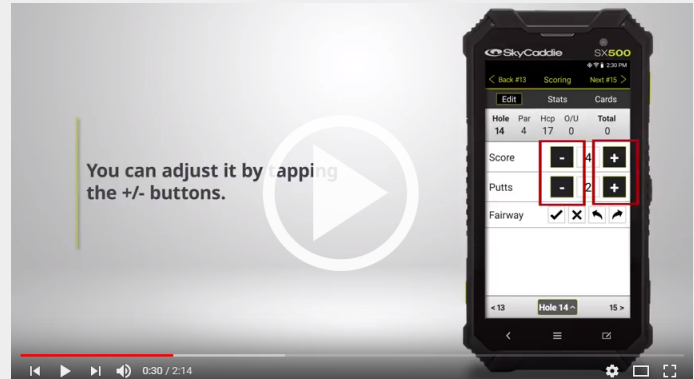 You can adjust it by tapping
the +/- buttons.
SkyCaddie SX500
2:30 PM
< Back #13 Scoring Next #15 >
Edit Stats Cards
Hole Par Hcp O/U Total
14 4 17 0 0
Score - 4 +
Putts - 2 +
Fairway
< 13 Hole 14 ^ 15 >
0:30 / 2:14